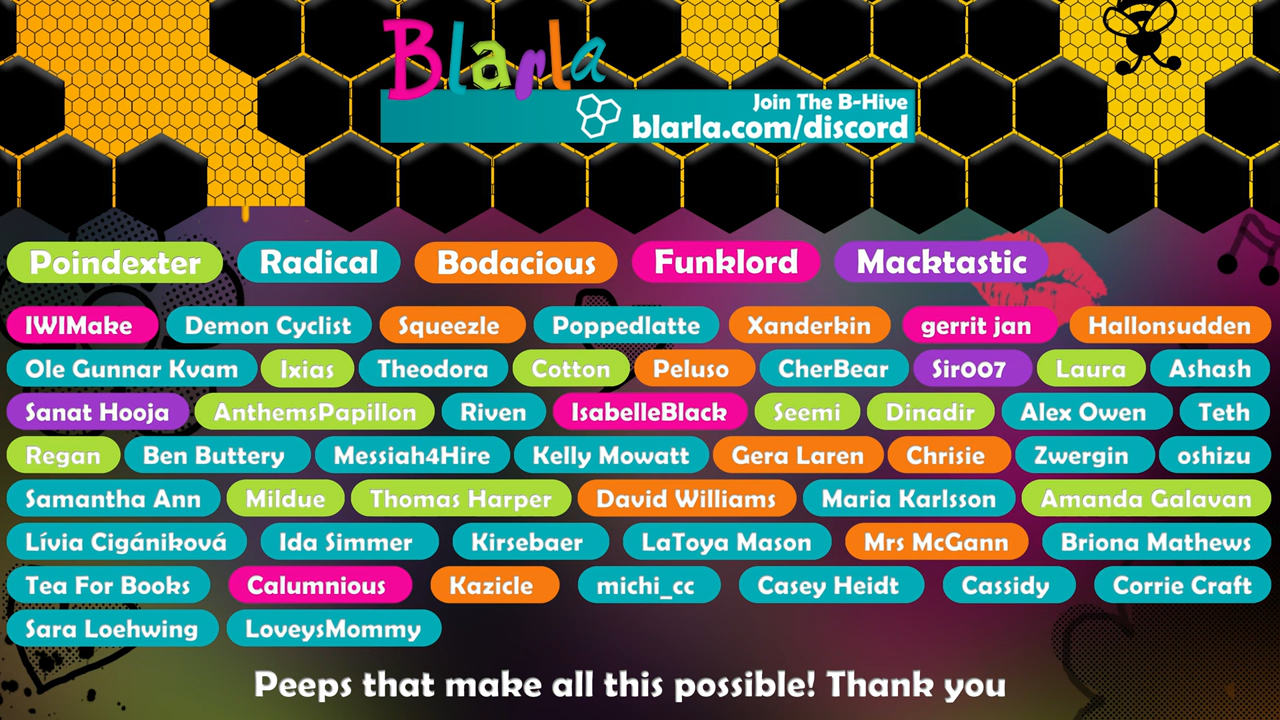 Blarla
Join The B-Hive
blarla.com/discord
Poindexter Radical Bodacious Funklord Macktastic
IWIMake Demon Cyclist Squeezle Poppedlatte Xanderkin gerrit jan Hallonsudden
Ole Gunnar Kvam Ixias Theodora Cotton Peluso CherBear Sir007 Laura Ashash
Sanat Hooja AnthemsPapillon Riven IsabelleBlack Seemi Dinadir Alex Owen Teth
Regan Ben Buttery Messiah4Hire Kelly Mowatt Gera Laren Chrisie Zwergin oshizu
Samantha Ann Mildue Thomas Harper David Williams Maria Karlsson Amanda Galavan
Lívia Cigániková Ida Simmer Kirsebaer LaToya Mason Mrs McGann Briona Mathews
Tea For Books Calumnious Kazicle michi_cc Casey Heidt Cassidy Corrie Craft
Sara Loehwing LoveysMommy
Peeps that make all this possible! Thank you